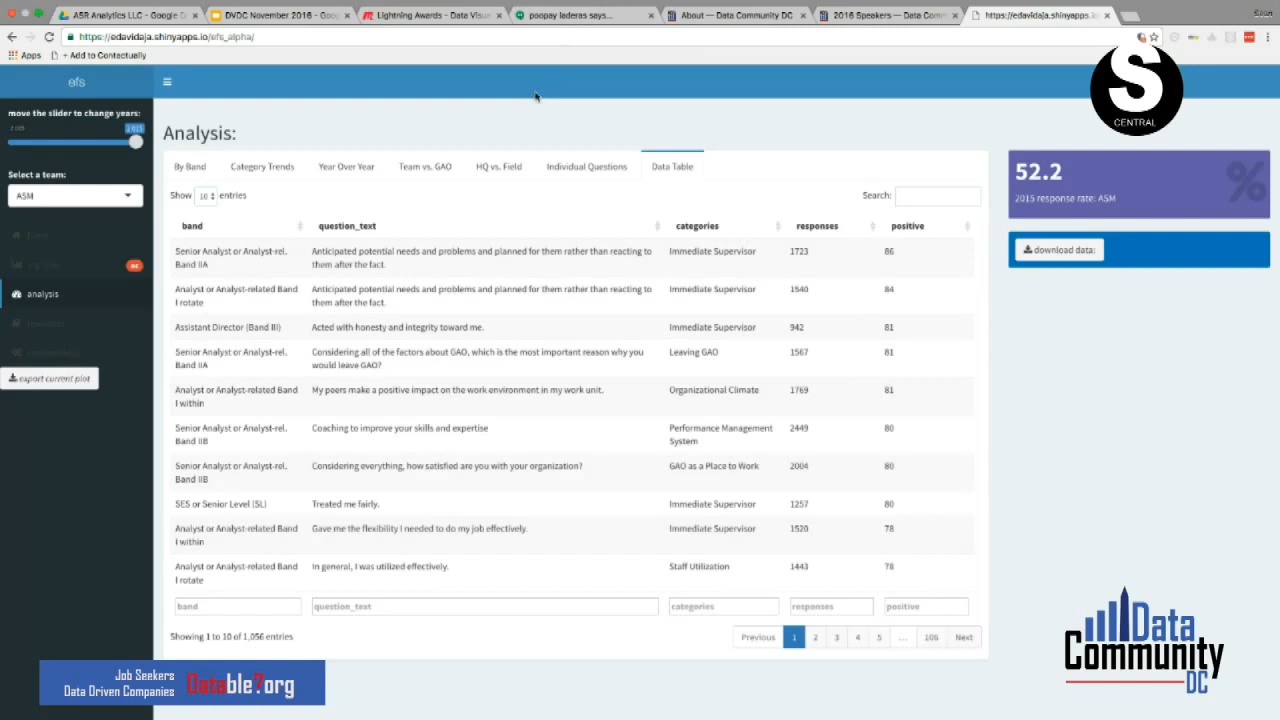 ASR Analytics LLC - Google D
DVDC November 2016 - Goog
Lightning Awards - Data Visu
poopay laderas says...
About — Data Community DC
2016 Speakers — Data Comm
https://edavidaja.shinyapps.io
Sean
https://edavidaja.shinyapps.io/efs_alpha/
Apps
+ Add to Contactually
S
CENTRAL
efs
move the slider to change years:
2 015
Select a team:
ASM
analysis
export current plot
Analysis:
By Band
Category Trends
Year Over Year
Team vs. GAO
HQ vs. Field
Individual Questions
Data Table
Show 10 entries
Search:
band question_text categories responses positive
Senior Analyst or Analyst-rel. Anticipated potential needs and problems and planned for them rather than reacting to Immediate Supervisor 1723 86
Band IIA them after the fact.
Analyst or Analyst-related Band Anticipated potential needs and problems and planned for them rather than reacting to Immediate Supervisor 1540 84
I rotate them after the fact.
Assistant Director (Band III) Acted with honesty and integrity toward me. Immediate Supervisor 942 81
Senior Analyst or Analyst-rel. Considering all of the factors about GAO, which is the most important reason why you Leaving GAO 1567 81
Band IIA would leave GAO?
Analyst or Analyst-related Band My peers make a positive impact on the work environment in my work unit. Organizational Climate 1769 81
I within
Senior Analyst or Analyst-rel. Coaching to improve your skills and expertise Performance Management 2449 80
Band IIB System
Senior Analyst or Analyst-rel. Considering everything, how satisfied are you with your organization? GAO as a Place to Work 2004 80
Band IIB
SES or Senior Level (SL) Treated me fairly. Immediate Supervisor 1257 80
Analyst or Analyst-related Band Gave me the flexibility I needed to do my job effectively. Immediate Supervisor 1520 78
I within
Analyst or Analyst-related Band In general, I was utilized effectively. Staff Utilization 1443 78
I rotate
band question_text categories responses positive
Showing 1 to 10 of 1,056 entries
Previous 1 2 3 4 5 ... 106 Next
52.2
%
2015 response rate: ASM
download data:
Job Seekers
Data Driven Companies
Datable?org
Data
Community
DC